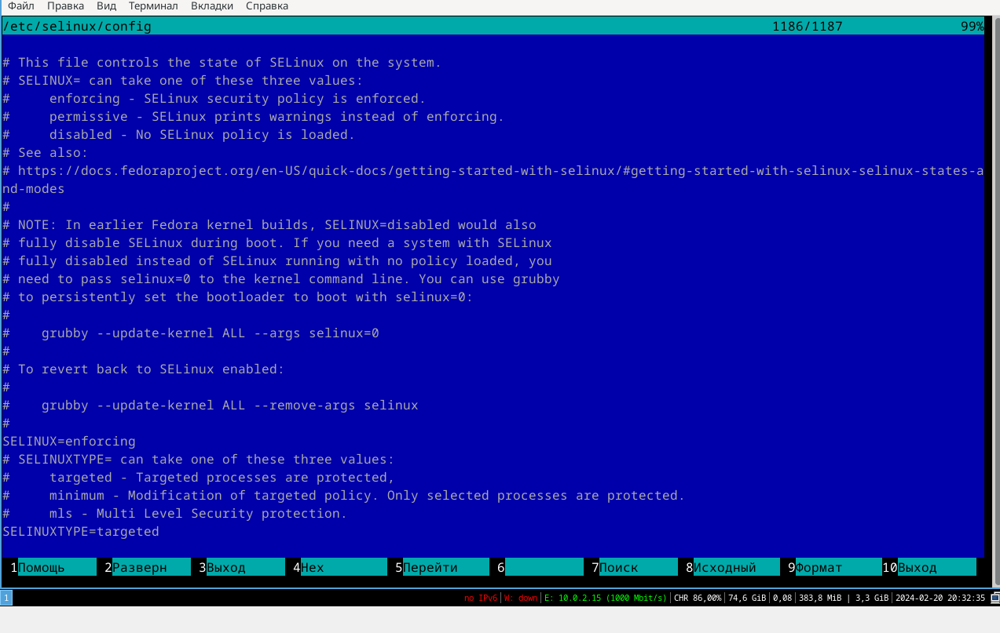 Файл Правка Вид Терминал Вкладки Справка
/etc/selinux/config 1186/1187 99%
# This file controls the state of SELinux on the system.
# SELINUX= can take one of these three values:
#     enforcing - SELinux security policy is enforced.
#     permissive - SELinux prints warnings instead of enforcing.
#     disabled - No SELinux policy is loaded.
# See also:
# https://docs.fedoraproject.org/en-US/quick-docs/getting-started-with-selinux/#getting-started-with-selinux-selinux-states-a
nd-modes
#
# NOTE: In earlier Fedora kernel builds, SELINUX=disabled would also
# fully disable SELinux during boot. If you need a system with SELinux
# fully disabled instead of SELinux running with no policy loaded, you
# need to pass selinux=0 to the kernel command line. You can use grubby
# to persistently set the bootloader to boot with selinux=0:
#
#    grubby --update-kernel ALL --args selinux=0
#
# To revert back to SELinux enabled:
#
#    grubby --update-kernel ALL --remove-args selinux
#
SELINUX=enforcing
# SELINUXTYPE= can take one of these three values:
#     targeted - Targeted processes are protected,
#     minimum - Modification of targeted policy. Only selected processes are protected.
#     mls - Multi Level Security protection.
SELINUXTYPE=targeted
1Помощь 2Разверн 3Выход 4Hex 5Перейти 6 7Поиск 8Исходный 9Формат 10Выход
1 no IPv6|W: down|E: 10.0.2.15 (1000 Mbit/s)|CHR 86,00%|74,6 GiB|0,08|383,8 MiB | 3,3 GiB|2024-02-20 20:32:35